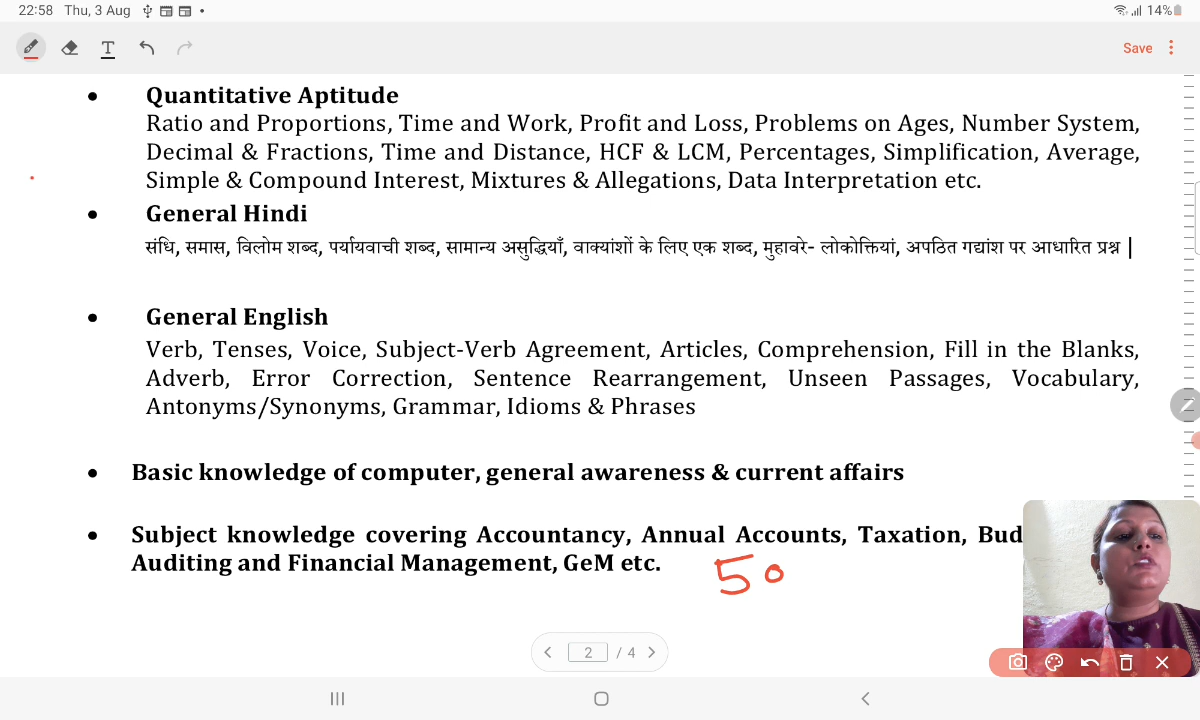 22:58 Thu, 3 Aug
14%
T
Save
• Quantitative Aptitude
Ratio and Proportions, Time and Work, Profit and Loss, Problems on Ages, Number System,
Decimal & Fractions, Time and Distance, HCF & LCM, Percentages, Simplification, Average,
Simple & Compound Interest, Mixtures & Allegations, Data Interpretation etc.
• General Hindi
संधि, समास, विलोम शब्द, पर्यायवाची शब्द, सामान्य असुद्धियाँ, वाक्यांशों के लिए एक शब्द, मुहावरे- लोकोक्तियां, अपठित गद्यांश पर आधारित प्रश्न |
• General English
Verb, Tenses, Voice, Subject-Verb Agreement, Articles, Comprehension, Fill in the Blanks,
Adverb, Error Correction, Sentence Rearrangement, Unseen Passages, Vocabulary,
Antonyms/Synonyms, Grammar, Idioms & Phrases
• Basic knowledge of computer, general awareness & current affairs
• Subject knowledge covering Accountancy, Annual Accounts, Taxation, Bud
Auditing and Financial Management, GeM etc.
50
2 / 4